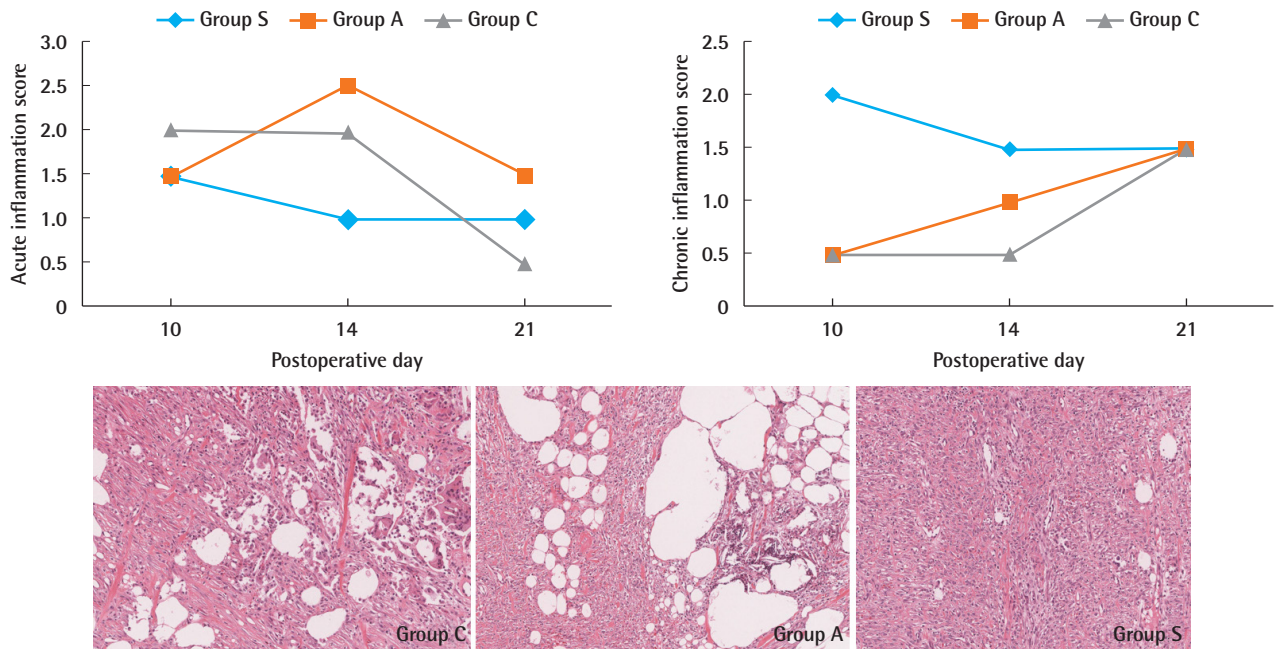 Group S Group A Group C
Acute inflammation score
3.0
2.5
2.0
1.5
1.0
0.5
0
10 14 21
Postoperative day
Group S Group A Group C
Chronic inflammation score
2.5
2.0
1.5
1.0
0.5
0
10 14 21
Postoperative day
Group C
Group A
Group S